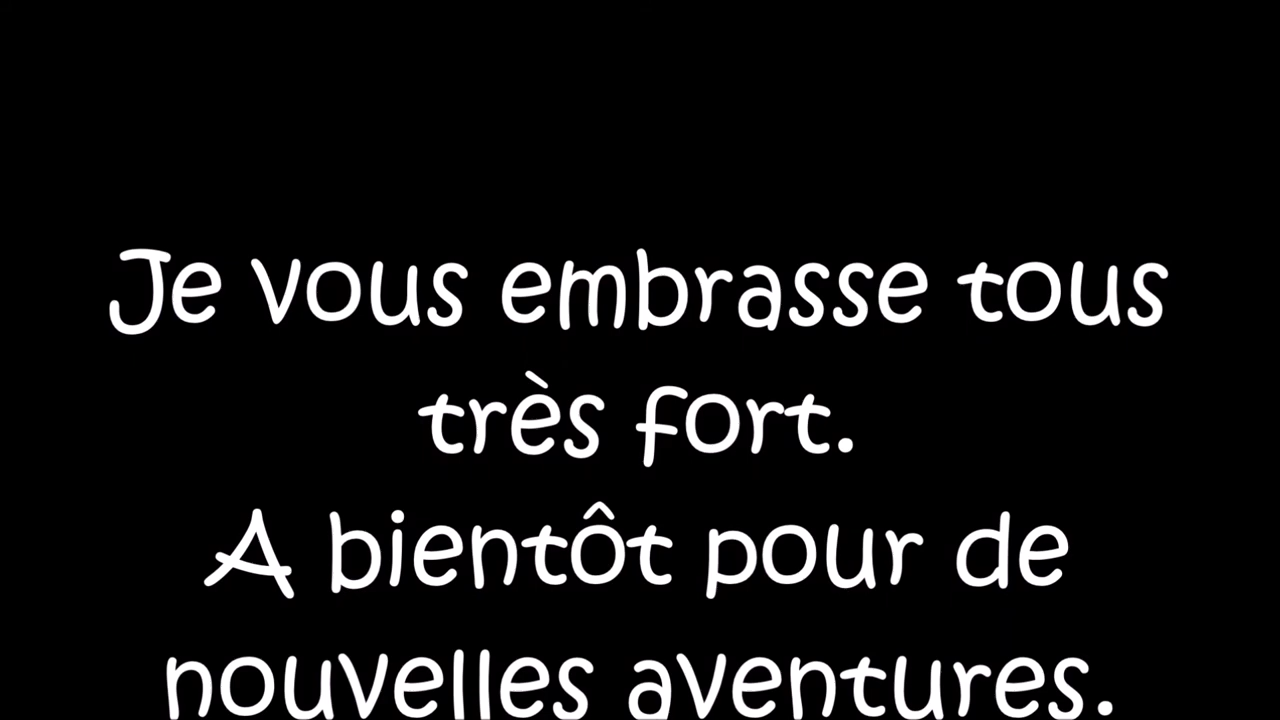 Je vous embrasse tous
très fort.
A bientôt pour de
nouvelles aventures.